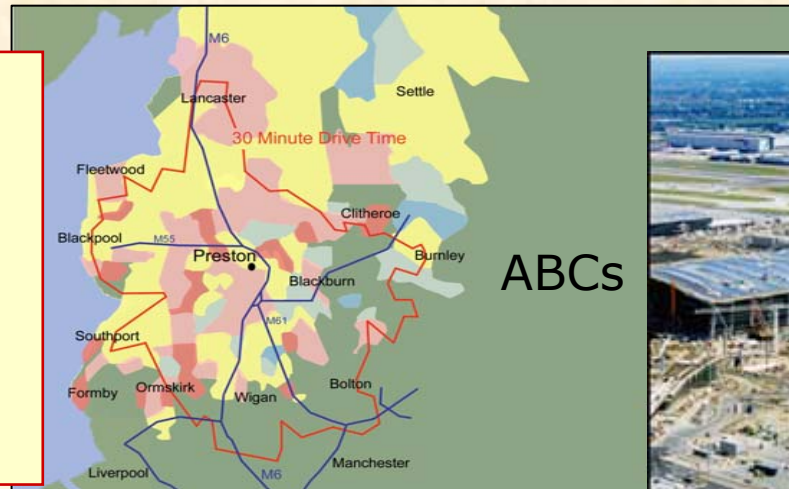 M6
Lancaster
Settle
30 Minute Drive Time
Fleetwood
Clitheroe
Blackpool
M55
Preston
Burnley
Blackburn
ABCs
M61
Southport
Formby
Ormskirk
Wigan
Bolton
Liverpool
M6
Manchester